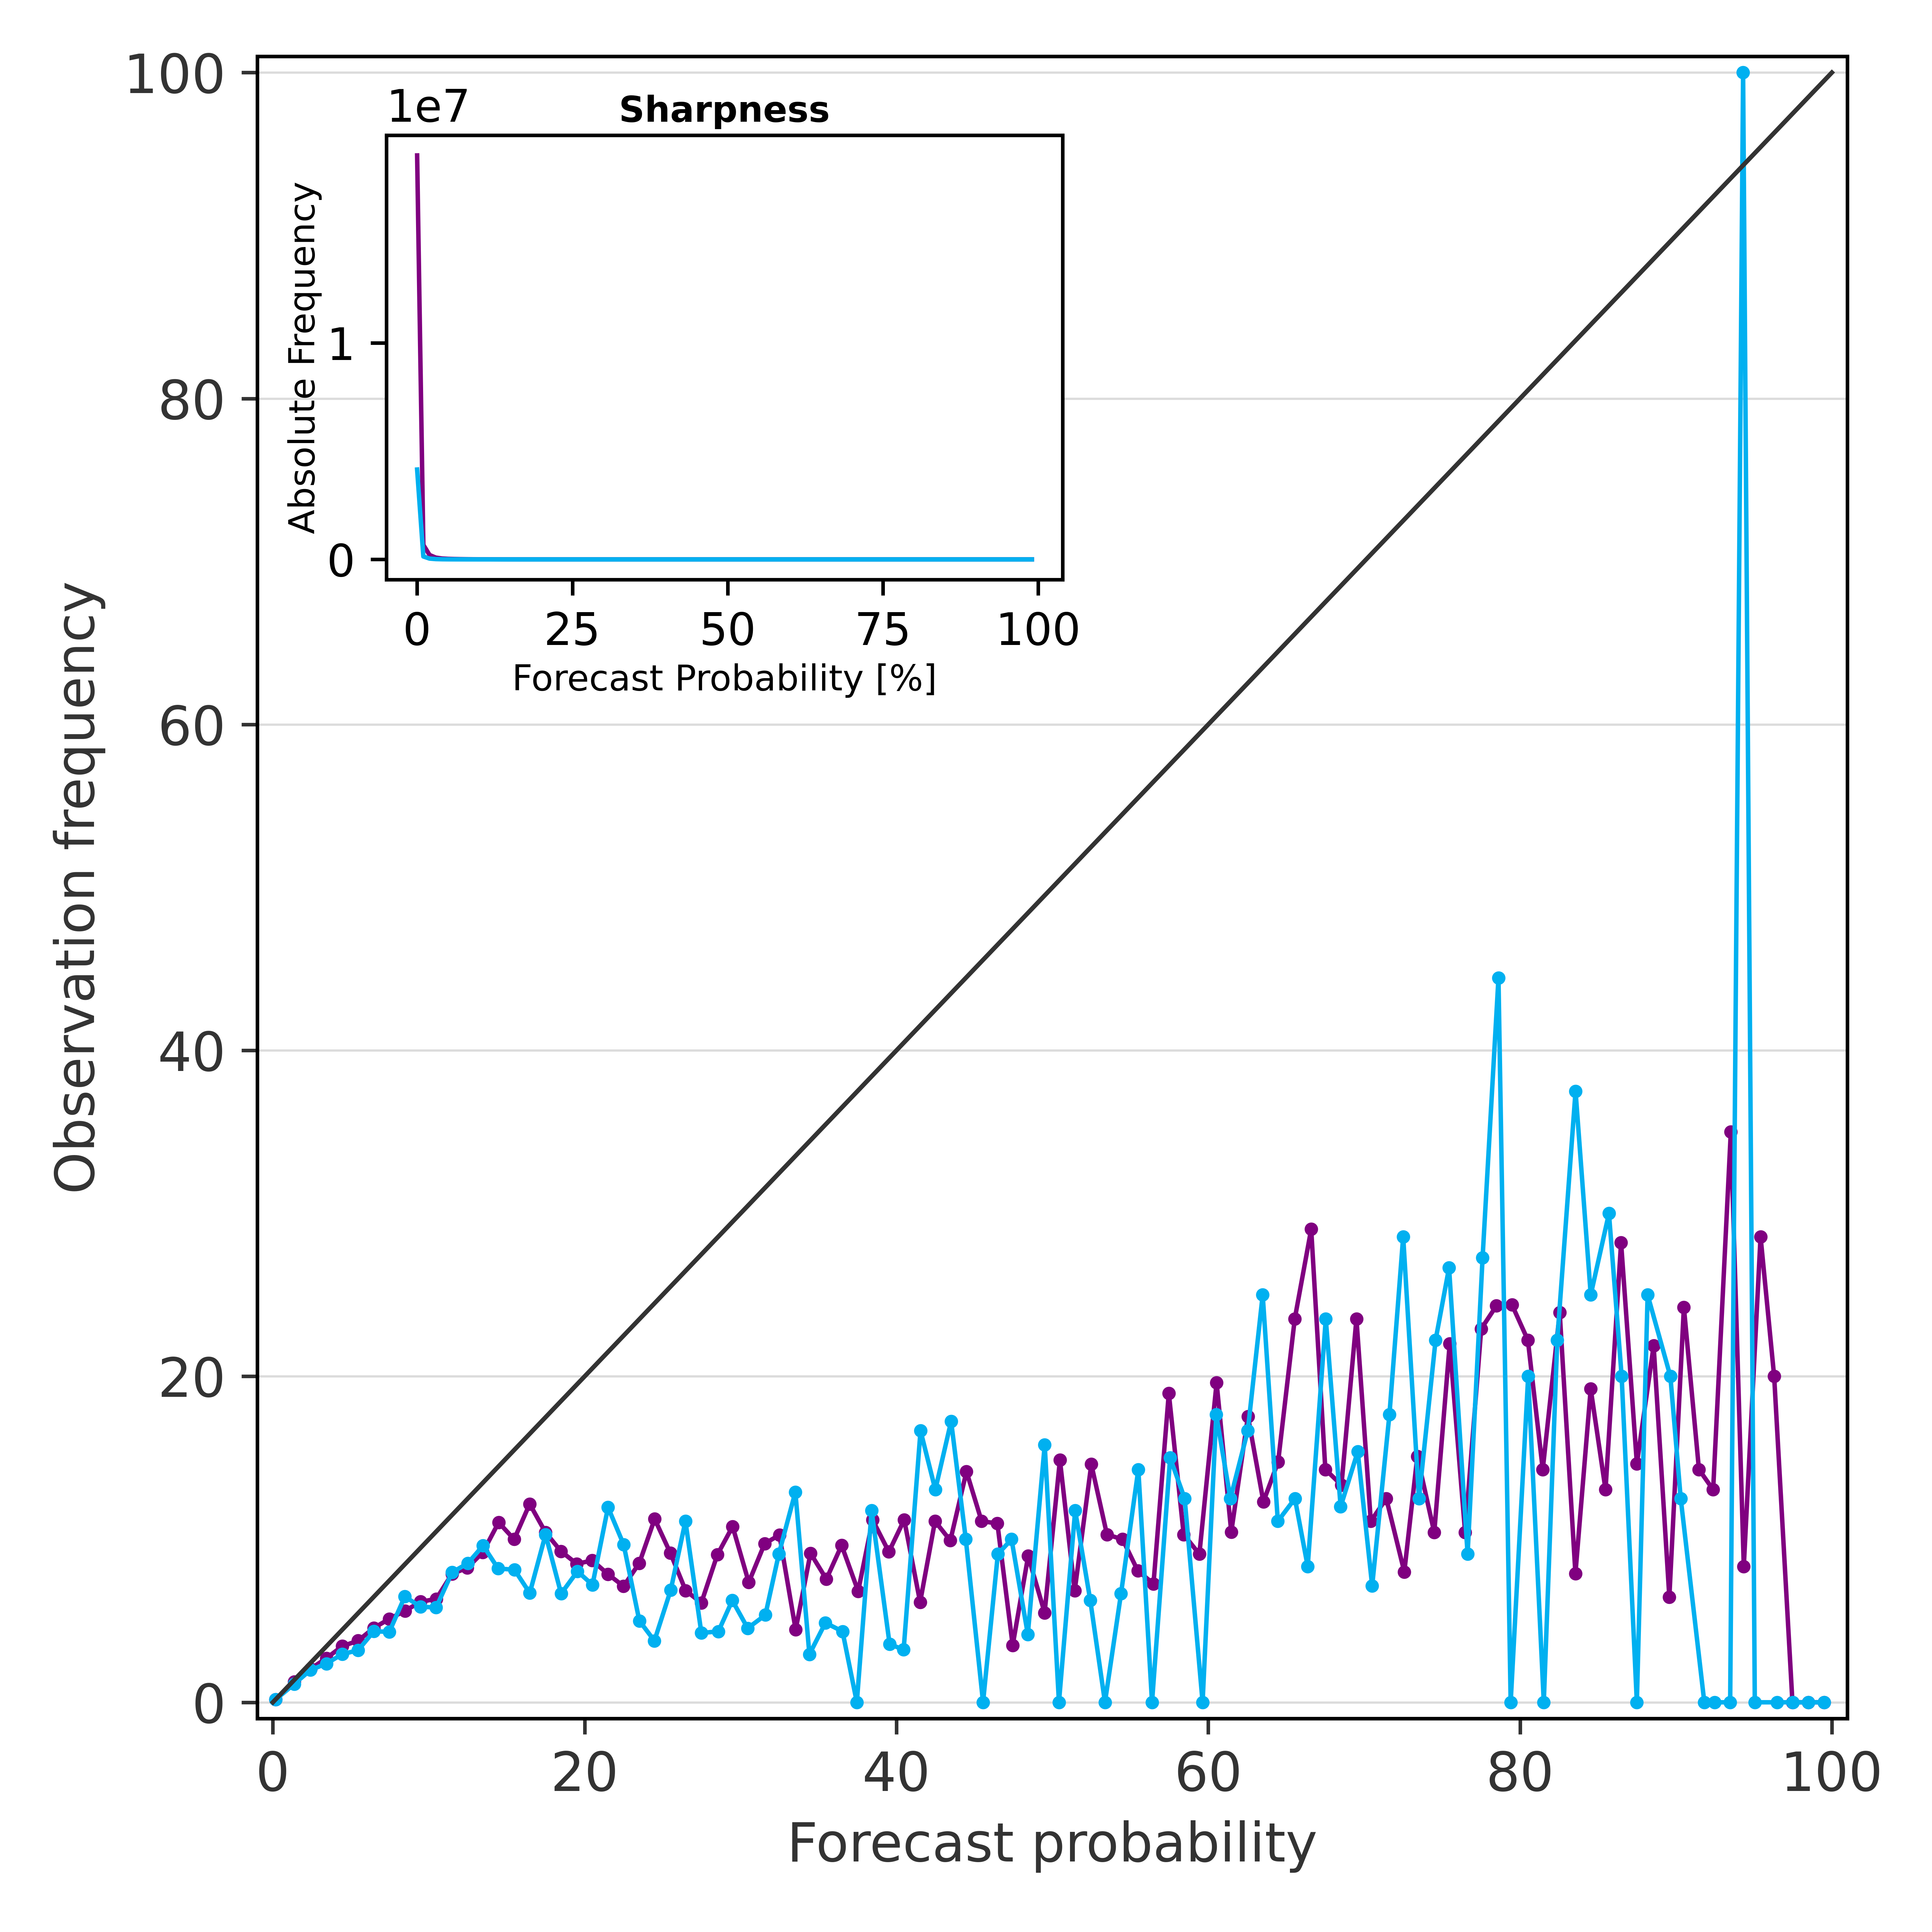 100
80
60
40
20
0
Observation frequency
1e7
Sharpness
Absolute Frequency
1
0
0 25 50 75 100
Forecast Probability [%]
0 20 40 60 80 100
Forecast probability